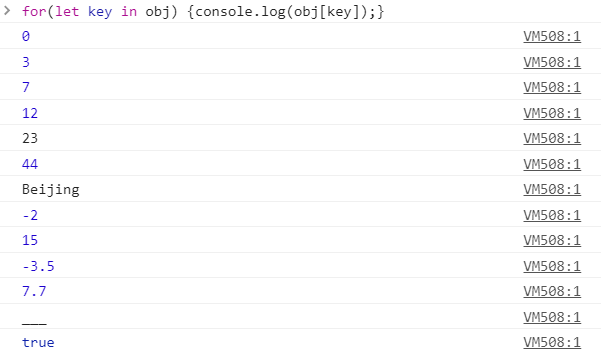 > for(let key in obj) {console.log(obj[key]);}
0 VM508:1
3 VM508:1
7 VM508:1
12 VM508:1
23 VM508:1
44 VM508:1
Beijing VM508:1
-2 VM508:1
15 VM508:1
-3.5 VM508:1
7.7 VM508:1
___ VM508:1
true VM508:1